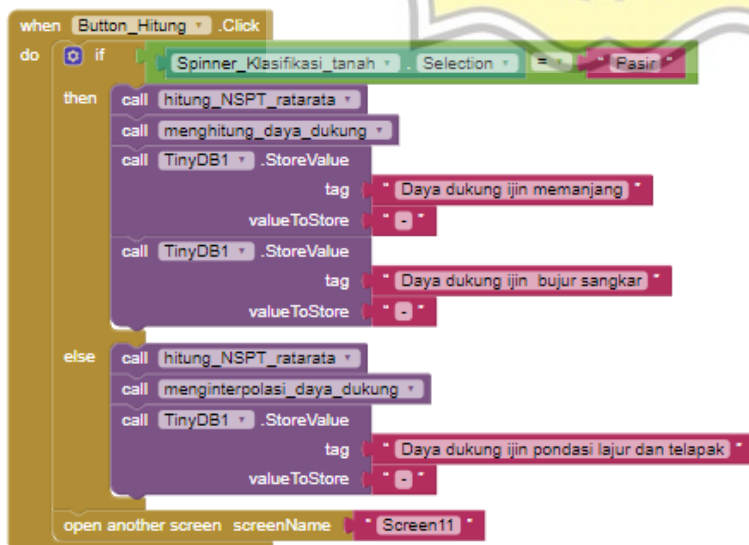 when Button_Hitung .Click
do if Spinner_Klasifikasi_tanah . Selection = " Pasir "
then call hitung_NSPT_ratarata
call menghitung_daya_dukung
call TinyDB1 .StoreValue
tag " Daya dukung ijin memanjang "
valueToStore " - "
call TinyDB1 .StoreValue
tag " Daya dukung ijin  bujur sangkar "
valueToStore " - "
else call hitung_NSPT_ratarata
call menginterpolasi_daya_dukung
call TinyDB1 .StoreValue
tag " Daya dukung ijin pondasi lajur dan telapak "
valueToStore " - "
open another screen screenName " Screen11 "